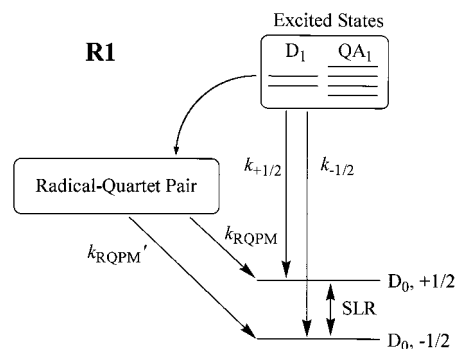 Excited States
R1
D₁ QA₁
k+1/2 k-1/2
Radical-Quartet Pair
kRQPM
kRQPM′
D₀, +1/2
SLR
D₀, -1/2